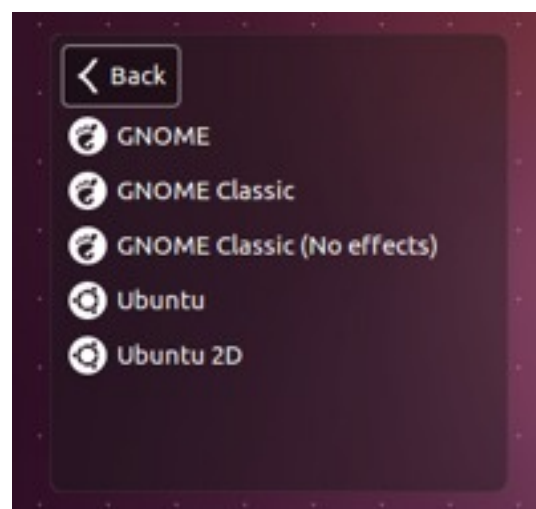 Back
GNOME
GNOME Classic
GNOME Classic (No effects)
Ubuntu
Ubuntu 2D